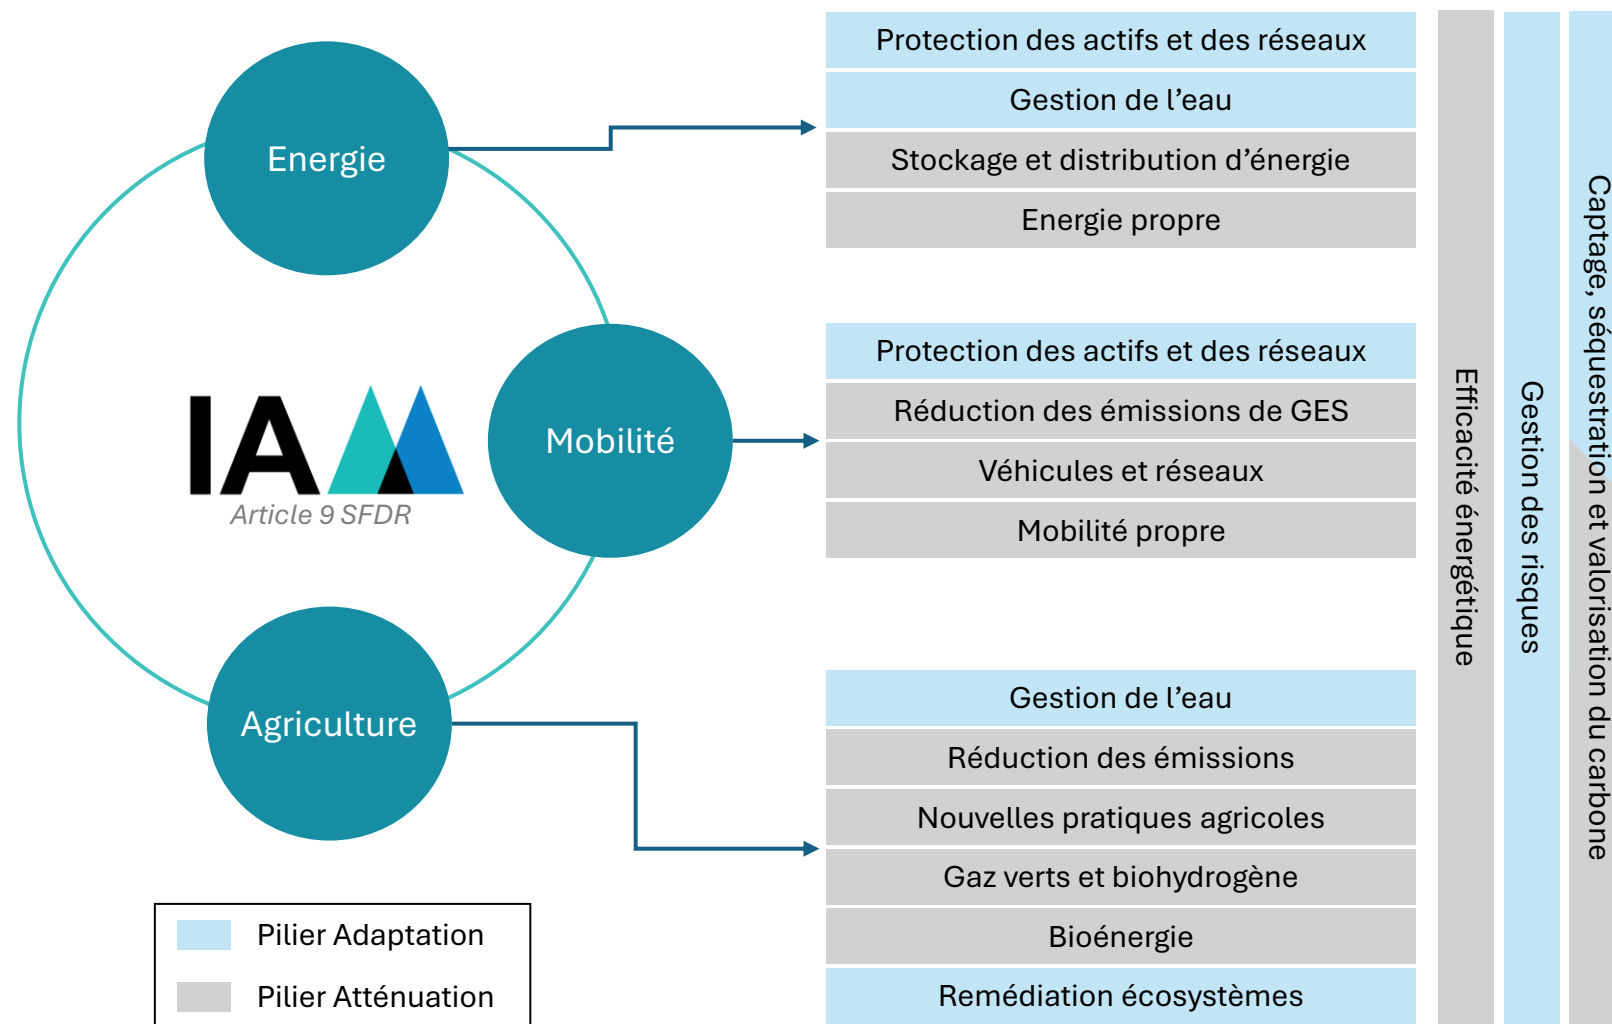 Energie
Protection des actifs et des réseaux
Gestion de l’eau
Stockage et distribution d’énergie
Energie propre
IA
Article 9 SFDR
Mobilité
Protection des actifs et des réseaux
Réduction des émissions de GES
Véhicules et réseaux
Mobilité propre
Agriculture
Gestion de l’eau
Réduction des émissions
Nouvelles pratiques agricoles
Gaz verts et biohydrogène
Bioénergie
Remédiation écosystèmes
Efficacité énergétique
Gestion des risques
Captage, séquestration et valorisation du carbone
Pilier Adaptation
Pilier Atténuation